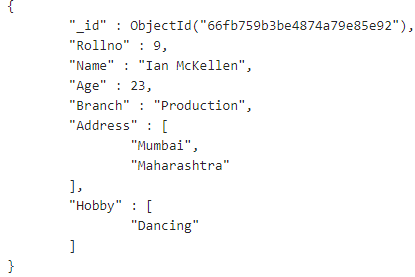 {
"_id" : ObjectId("66fb759b3be4874a79e85e92"),
"Rollno" : 9,
"Name" : "Ian McKellen",
"Age" : 23,
"Branch" : "Production",
"Address" : [
"Mumbai",
"Maharashtra"
],
"Hobby" : [
"Dancing"
]
}